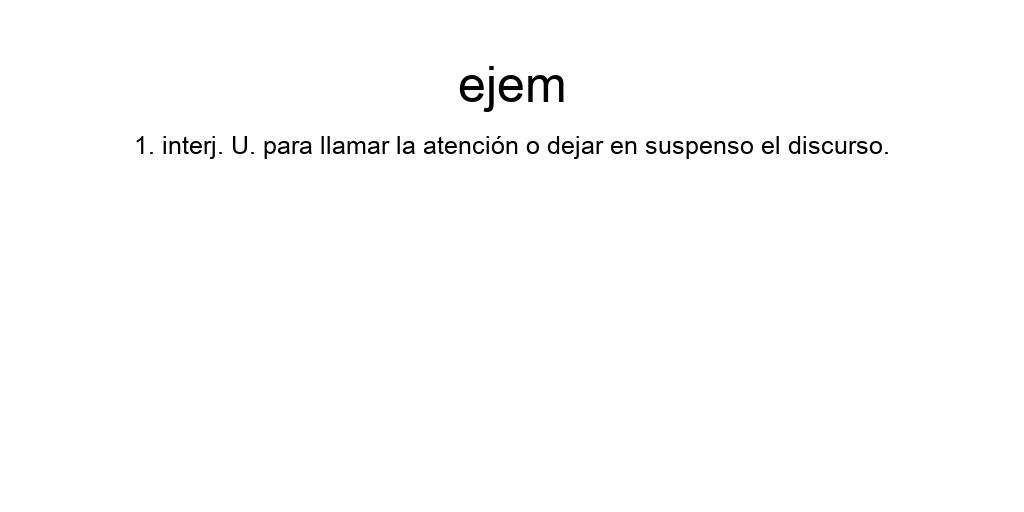 ejem
1. interj. U. para llamar la atención o dejar en suspenso el discurso.